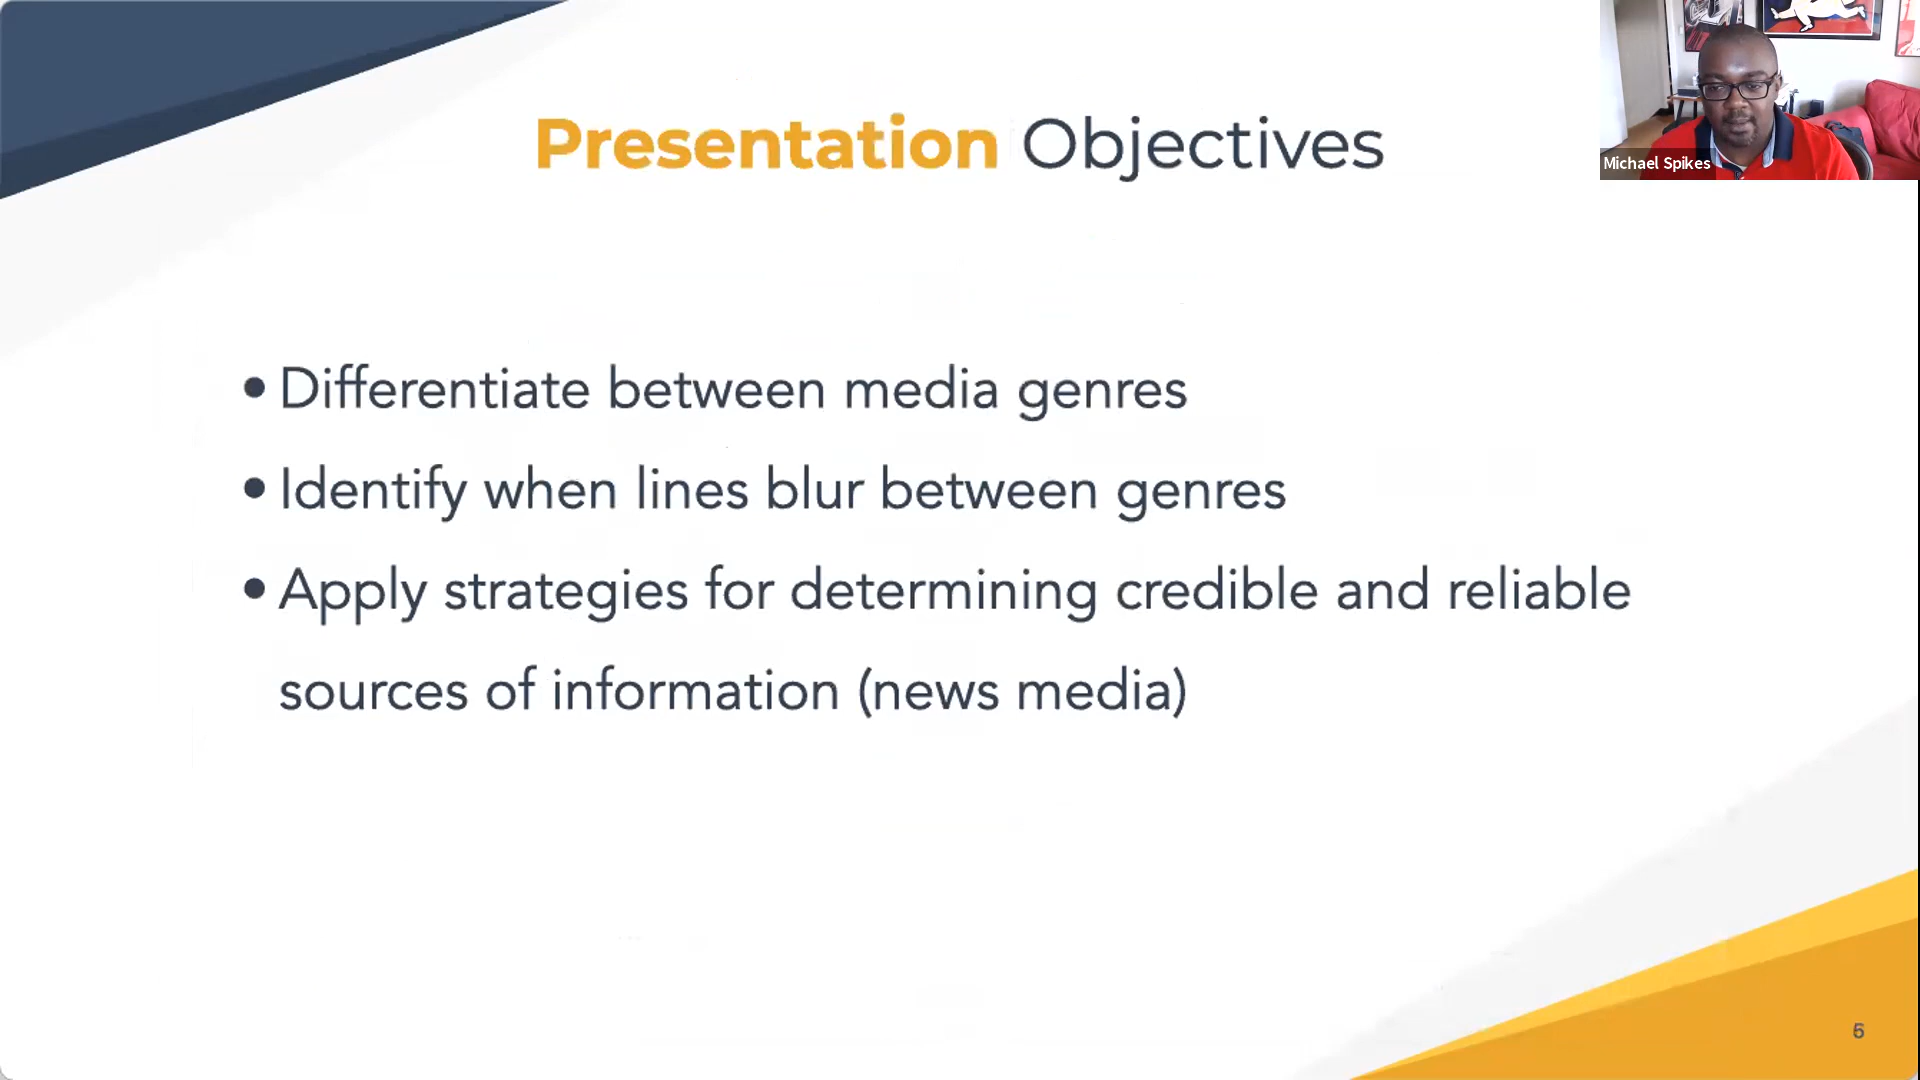 Presentation Objectives
Michael Spikes
• Differentiate between media genres
• Identify when lines blur between genres
• Apply strategies for determining credible and reliable
sources of information (news media)
5